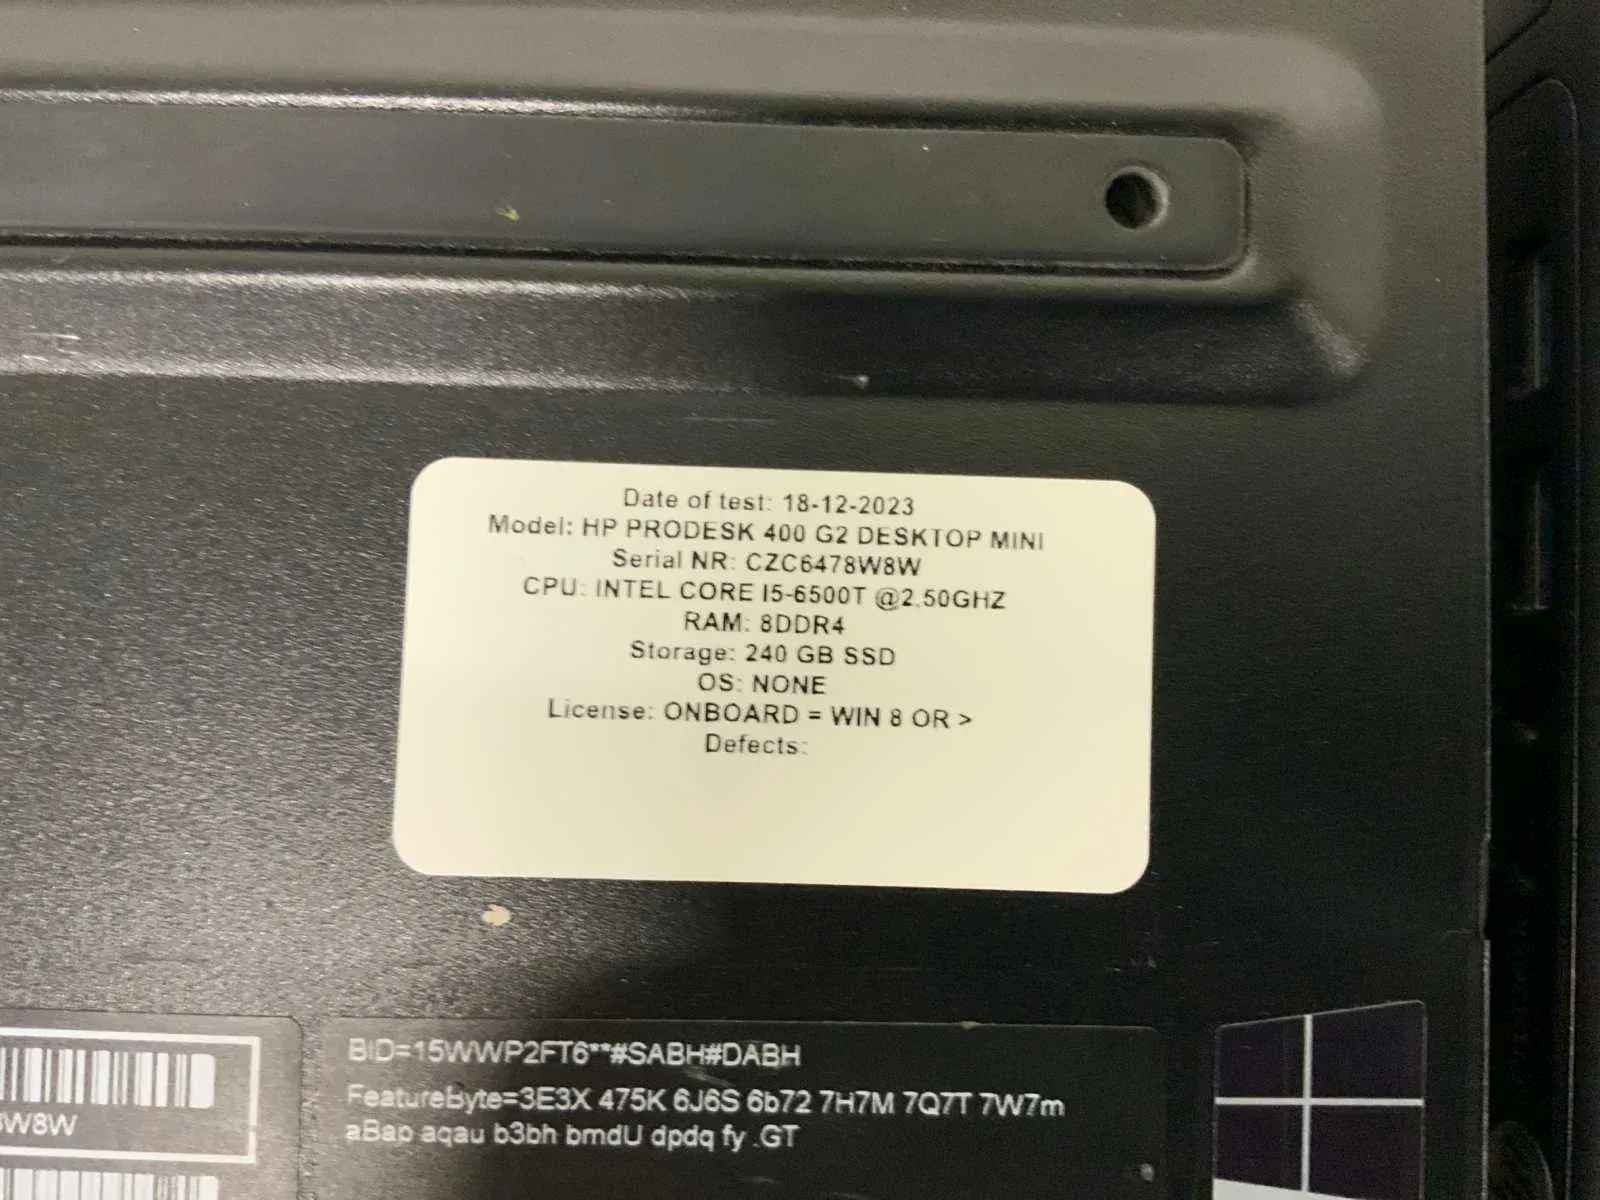 Date of test: 18-12-2023
Model: HP PRODESK 400 G2 DESKTOP MINI
Serial NR: CZC6478W8W
CPU: INTEL CORE I5-6500T @2.50GHZ
RAM: 8DDR4
Storage: 240 GB SSD
OS: NONE
License: ONBOARD = WIN 8 OR >
Defects:
BID=15WWP2FT6**#SABH#DABH
FeatureByte=3E3X 475K 6J6S 6b72 7H7M 7Q7T 7W7m
aBap aqau b3bh bmdU dpdq fy .GT
W8W